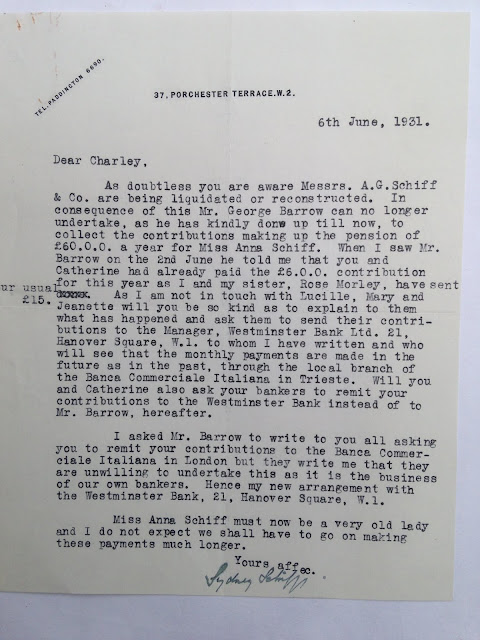 TEL. PADDINGTON 6690.
37. PORCHESTER TERRACE. W.2.
6th June, 1931.
Dear Charley,
As doubtless you are aware Messrs. A.G.Schiff
& Co. are being liquidated or reconstructed. In
consequence of this Mr. George Barrow can no longer
undertake, as he has kindly done up till now, to
collect the contributions making up the pension of
£60.0.0. a year for Miss Anna Schiff. When I saw Mr.
Barrow on the 2nd June he told me that you and
Catherine had already paid the £6.0.0. contribution
for this year as I and my sister, Rose Morley, have sent
ur usual
£15. As I am not in touch with Lucille, Mary and
Jeanette will you be so kind as to explain to them
what has happened and ask them to send their contri-
butions to the Manager, Westminster Bank Ltd. 21,
Hanover Square, W.1. to whom I have written and who
will see that the monthly payments are made in the
future as in the past, through the local branch of
the Banca Commerciale Italiana in Trieste. Will you
and Catherine also ask your bankers to remit your
contributions to the Westminster Bank instead of to
Mr. Barrow, hereafter.
I asked Mr. Barrow to write to you all asking
you to remit your contributions to the Banca Commer-
ciale Italiana in London but they write me that they
are unwilling to undertake this as it is the business
of our own bankers. Hence my new arrangement with
the Westminster Bank, 21, Hanover Square, W.1.
Miss Anna Schiff must now be a very old lady
and I do not expect we shall have to go on making
these payments much longer.
Yours affec.
Sydney Schiff.